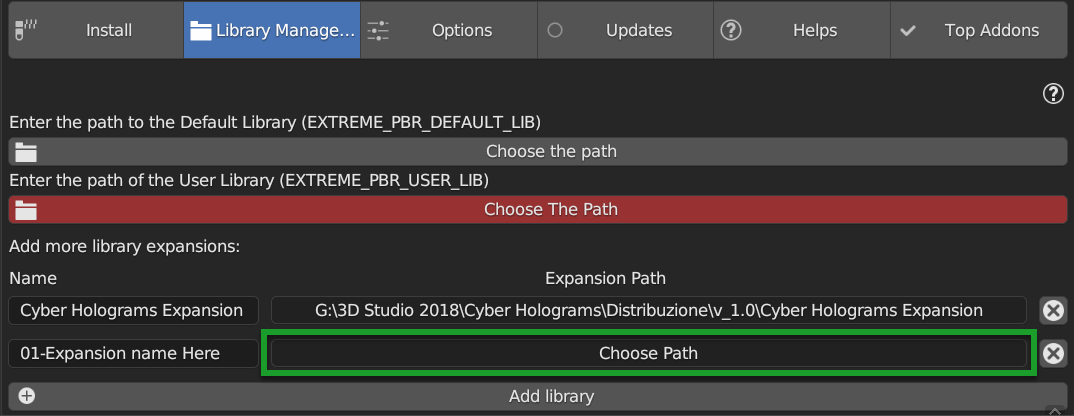 Install Library Manage... Options Updates Helps Top Addons
Enter the path to the Default Library (EXTREME_PBR_DEFAULT_LIB)
Choose the path
Enter the path of the User Library (EXTREME_PBR_USER_LIB)
Choose The Path
Add more library expansions:
Name Expansion Path
Cyber Holograms Expansion G:\3D Studio 2018\Cyber Holograms\Distribuzione\v_1.0\Cyber Holograms Expansion
01-Expansion name Here Choose Path
Add library